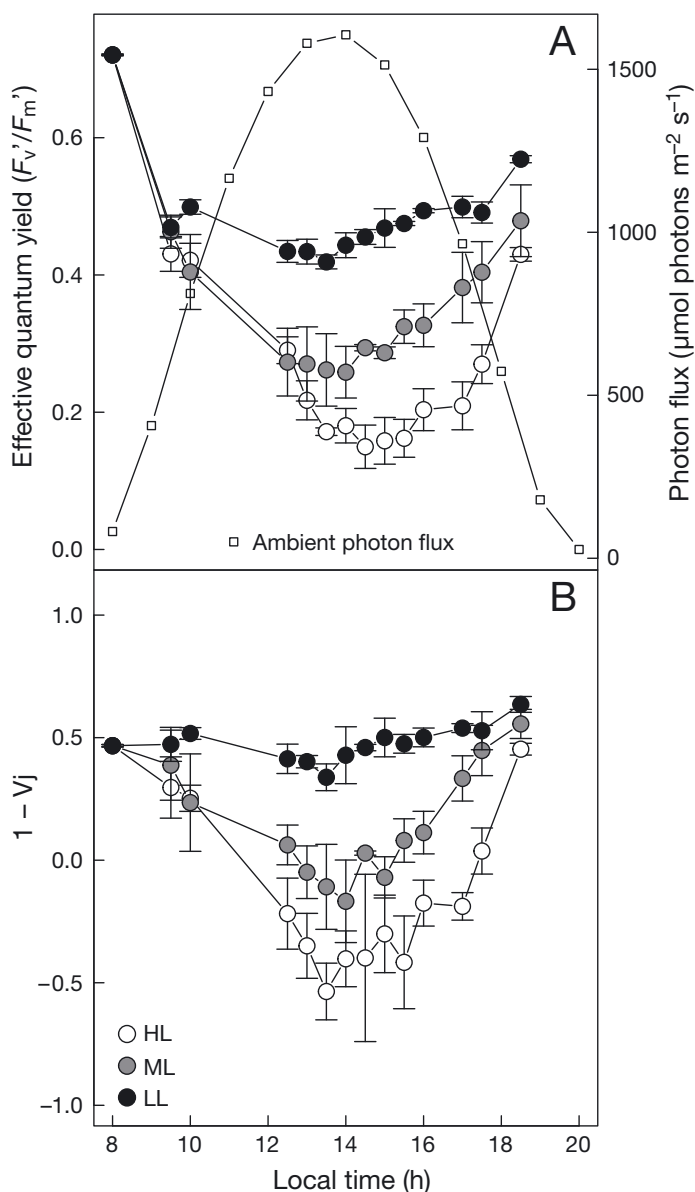 A
Effective quantum yield (Fv’/Fm’)
0.6
0.4
0.2
0.0
1500
1000
500
0
Photon flux (µmol photons m−2 s−1)
Ambient photon flux
B
1 – Vj
1.0
0.5
0.0
–0.5
–1.0
HL
ML
LL
8
10
12
14
16
18
20
Local time (h)